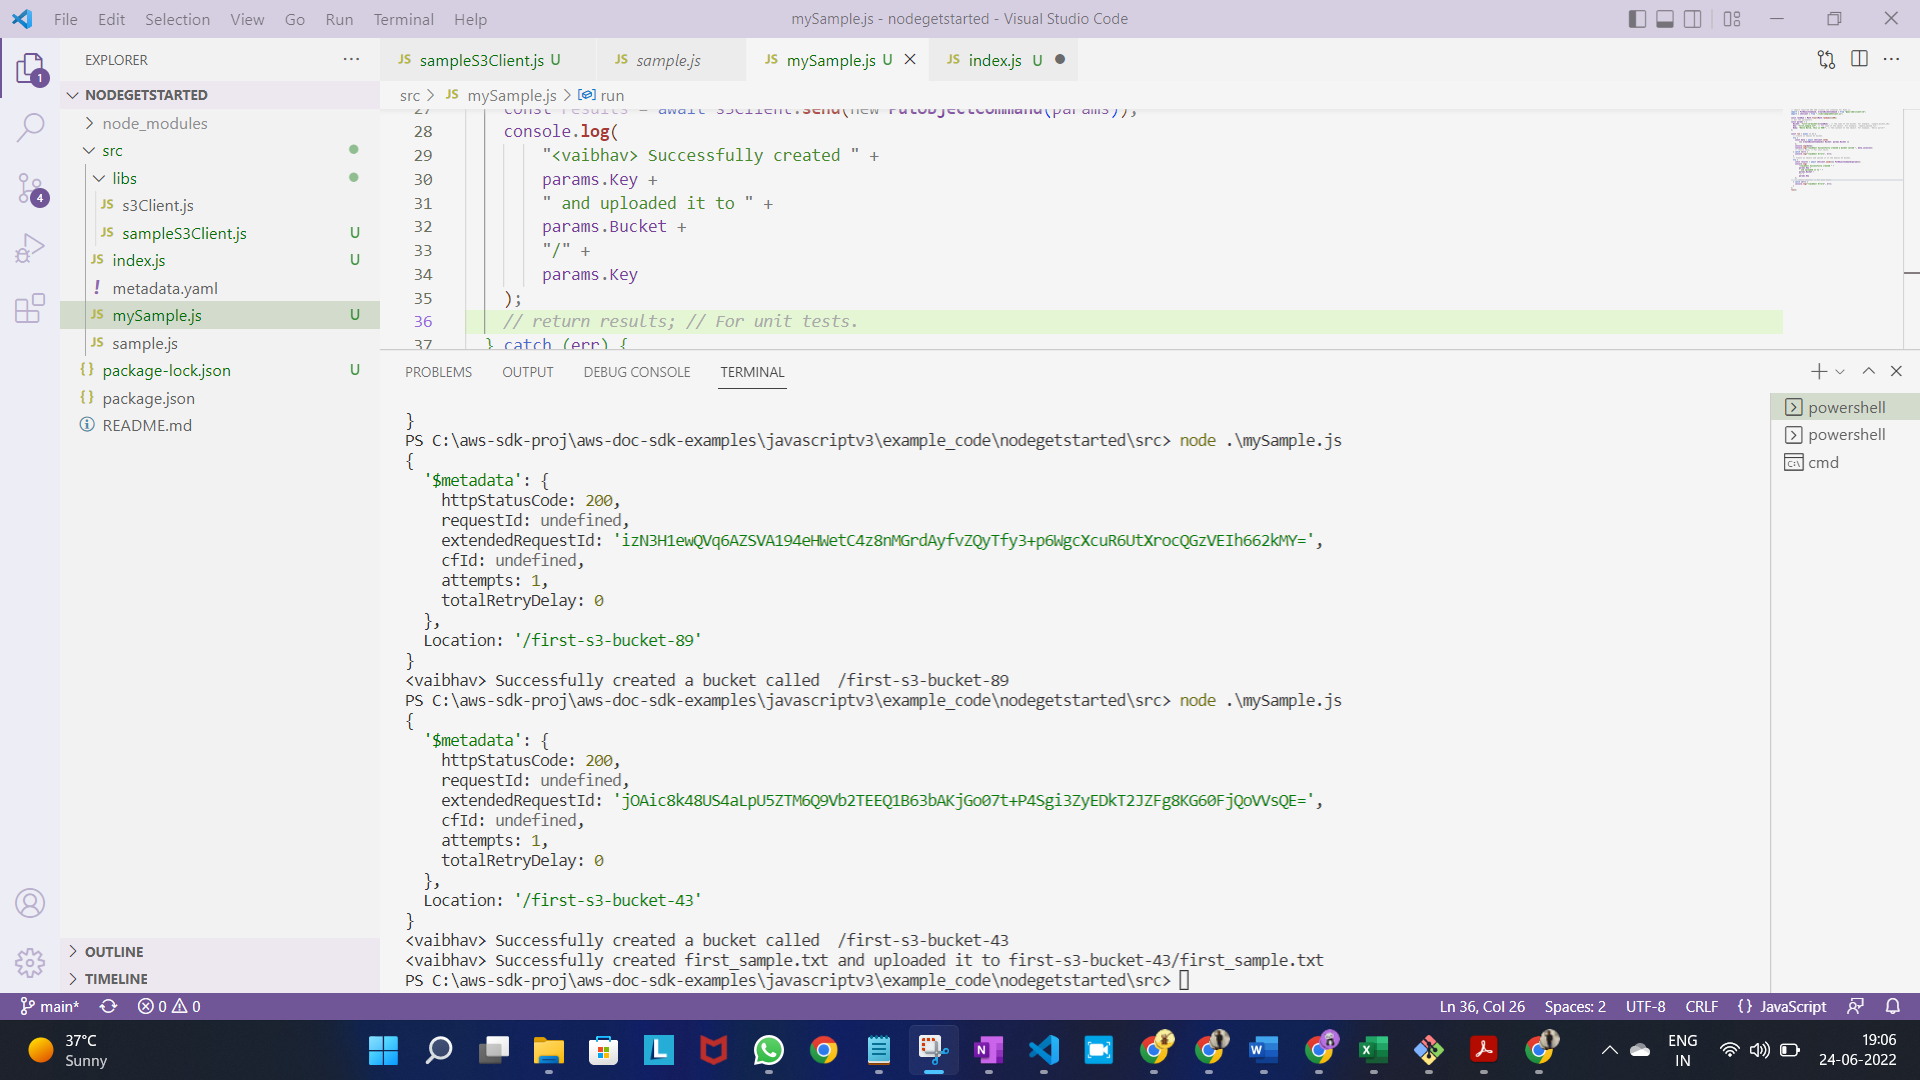 File Edit Selection View Go Run Terminal Help
mySample.js - nodegetstarted - Visual Studio Code
1
4
EXPLORER
NODEGETSTARTED
node_modules
src
libs
JS s3Client.js
JS sampleS3Client.js U
JS index.js U
! metadata.yaml
JS mySample.js U
JS sample.js
{} package-lock.json U
{} package.json
README.md
OUTLINE
TIMELINE
JS sampleS3Client.js U
JS sample.js
JS mySample.js U
JS index.js U
src > JS mySample.js > run
27 const results = await s3Client.send(new PutObjectCommand(params));
28 console.log(
29 "<vaibhav> Successfully created " +
30 params.Key +
31 " and uploaded it to " +
32 params.Bucket +
33 "/" +
34 params.Key
35 );
36 // return results; // For unit tests.
37 } catch (err) {
PROBLEMS OUTPUT DEBUG CONSOLE TERMINAL
}
PS C:\aws-sdk-proj\aws-doc-sdk-examples\javascriptv3\example_code\nodegetstarted\src> node .\mySample.js
{
'$metadata': {
httpStatusCode: 200,
requestId: undefined,
extendedRequestId: 'izN3H1ewQVq6AZSVA194eHWetC4z8nMGrdAyfvZQyTfy3+p6WgcXcuR6UtXrocQGzVEIh662kMY=',
cfId: undefined,
attempts: 1,
totalRetryDelay: 0
},
Location: '/first-s3-bucket-89'
}
<vaibhav> Successfully created a bucket called  /first-s3-bucket-89
PS C:\aws-sdk-proj\aws-doc-sdk-examples\javascriptv3\example_code\nodegetstarted\src> node .\mySample.js
{
'$metadata': {
httpStatusCode: 200,
requestId: undefined,
extendedRequestId: 'jOAic8k48US4aLpU5ZTM6Q9Vb2TEEQ1B63bAKjGo07t+P4Sgi3ZyEDkT2JZFg8KG60FjQoVVsQE=',
cfId: undefined,
attempts: 1,
totalRetryDelay: 0
},
Location: '/first-s3-bucket-43'
}
<vaibhav> Successfully created a bucket called  /first-s3-bucket-43
<vaibhav> Successfully created first_sample.txt and uploaded it to first-s3-bucket-43/first_sample.txt
PS C:\aws-sdk-proj\aws-doc-sdk-examples\javascriptv3\example_code\nodegetstarted\src>
powershell
powershell
cmd
main* 0 0
Ln 36, Col 26 Spaces: 2 UTF-8 CRLF {} JavaScript
37°C
Sunny
ENG
IN
19:06
24-06-2022